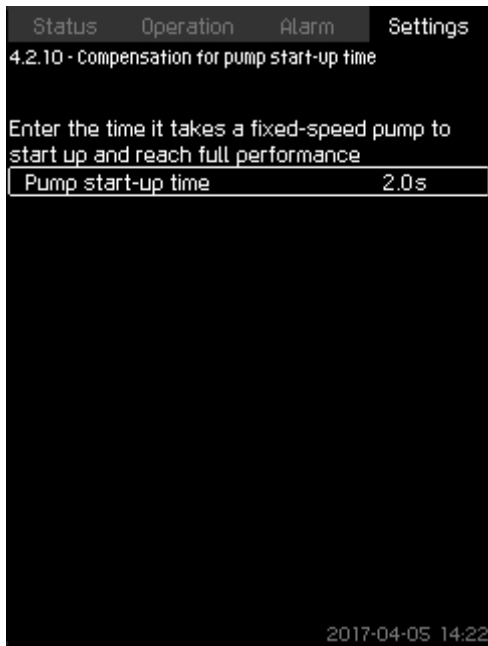 Status Operation Alarm Settings
4.2.10 - Compensation for pump start-up time
Enter the time it takes a fixed-speed pump to
start up and reach full performance
Pump start-up time 2.0s
2017-04-05 14:22